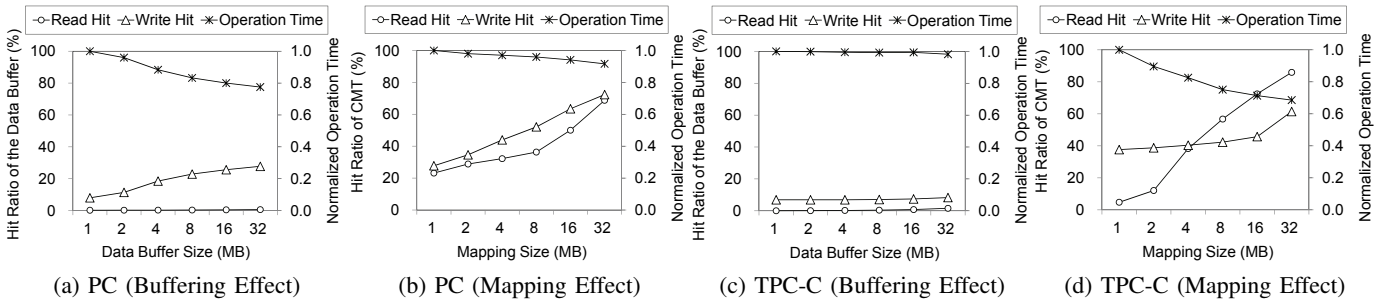 Read Hit Write Hit Operation Time
Hit Ratio of the Data Buffer (%)
100
80
60
40
20
0
1.0
0.8
0.6
0.4
0.2
0.0
Normalized Operation Time
1 2 4 8 16 32
Data Buffer Size (MB)
(a) PC (Buffering Effect)
Read Hit Write Hit Operation Time
Hit Ratio of CMT (%)
100
80
60
40
20
0
1.0
0.8
0.6
0.4
0.2
0.0
Normalized Operation Time
1 2 4 8 16 32
Mapping Size (MB)
(b) PC (Mapping Effect)
Read Hit Write Hit Operation Time
Hit Ratio of the Data Buffer (%)
100
80
60
40
20
0
1.0
0.8
0.6
0.4
0.2
0.0
Normalized Operation Time
1 2 4 8 16 32
Data Buffer Size (MB)
(c) TPC-C (Buffering Effect)
Read Hit Write Hit Operation Time
Hit Ratio of CMT (%)
100
80
60
40
20
0
1.0
0.8
0.6
0.4
0.2
0.0
Normalized Operation Time
1 2 4 8 16 32
Mapping Size (MB)
(d) TPC-C (Mapping Effect)